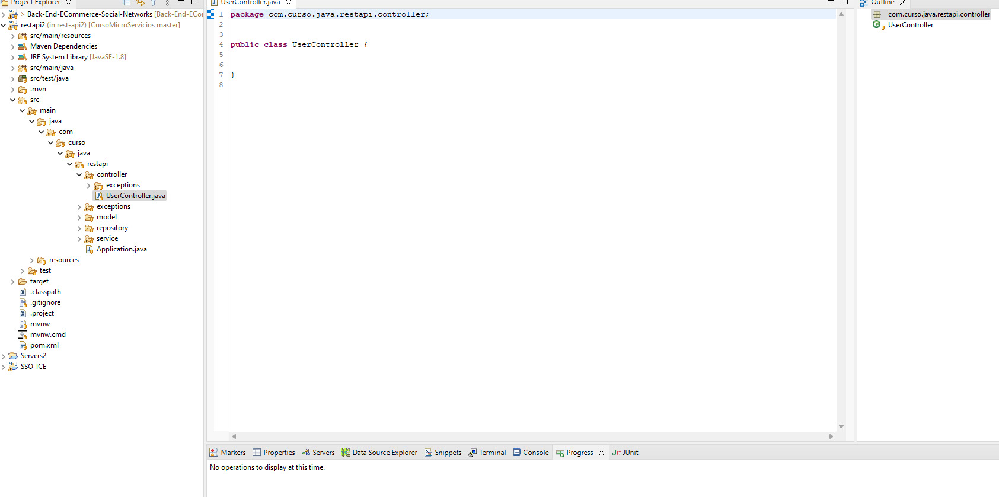 Project Explorer
> Back-End-ECommerce-Social-Networks [Back-End-ECor
restapi2 (in rest-api2) [CursoMicroServicios master]
src/main/resources
Maven Dependencies
JRE System Library [JavaSE-1.8]
src/main/java
src/test/java
.mvn
src
main
java
com
curso
java
restapi
controller
exceptions
UserController.java
exceptions
model
repository
service
Application.java
resources
test
target
.classpath
.gitignore
.project
mvnw
mvnw.cmd
pom.xml
Servers2
SSO-ICE
UserController.java
1 package com.curso.java.restapi.controller;
2
3
4 public class UserController {
5
6
7 }
8
Outline
com.curso.java.restapi.controller
UserController
Markers Properties Servers Data Source Explorer Snippets Terminal Console Progress Ju JUnit
No operations to display at this time.